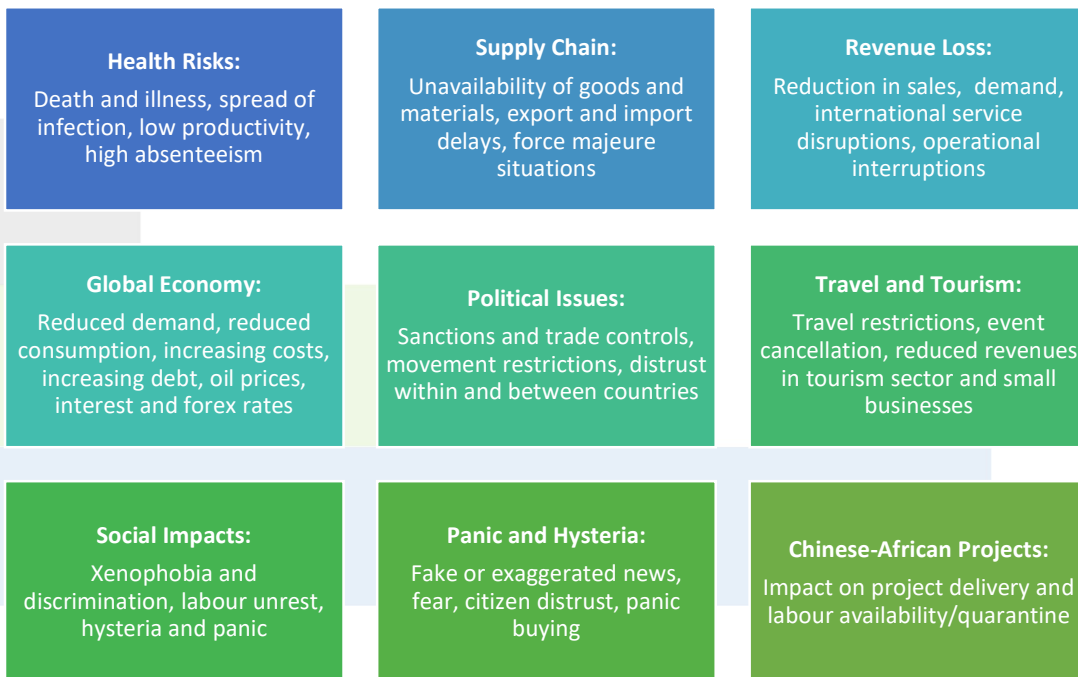 Health Risks:
Death and illness, spread of
infection, low productivity,
high absenteeism
Supply Chain:
Unavailability of goods and
materials, export and import
delays, force majeure
situations
Revenue Loss:
Reduction in sales, demand,
international service
disruptions, operational
interruptions
Global Economy:
Reduced demand, reduced
consumption, increasing costs,
increasing debt, oil prices,
interest and forex rates
Political Issues:
Sanctions and trade controls,
movement restrictions, distrust
within and between countries
Travel and Tourism:
Travel restrictions, event
cancellation, reduced revenues
in tourism sector and small
businesses
Social Impacts:
Xenophobia and
discrimination, labour unrest,
hysteria and panic
Panic and Hysteria:
Fake or exaggerated news,
fear, citizen distrust, panic
buying
Chinese-African Projects:
Impact on project delivery and
labour availability/quarantine